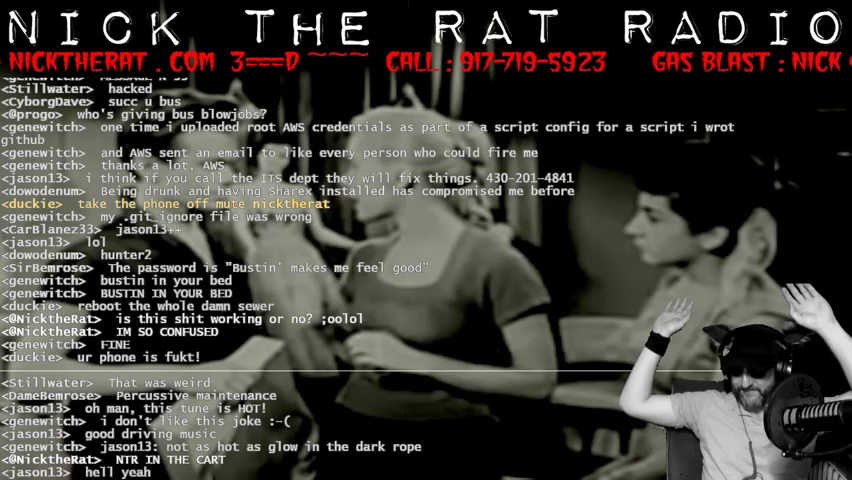 NICK THE RAT RADIO
NICKTHERAT . COM 3===D ~~~ CALL : 917-719-5923 GAS BLAST : NICK
<Stillwater> hacked
<CyborgDave> succ u bus
<@progo> who's giving bus blowjobs?
<genewitch> one time i uploaded root AWS credentials as part of a script config for a script i wrot
github
<genewitch> and AWS sent an email to like every person who could fire me
<genewitch> thanks a lot, AWS
<jason13> i think if you call the ITS dept they will fix things. 430-201-4841
<dowodenum> Being drunk and having ShareX installed has compromised me before
<duckie> take the phone off mute nicktherat
<genewitch> my .git_ignore file was wrong
<CarBlanez33> jason13++
<jason13> lol
<dowodenum> hunter2
<SirBemrose> The password is "Bustin' makes me feel good"
<genewitch> bustin in your bed
<genewitch> BUSTIN IN YOUR BED
<duckie> reboot the whole damn sewer
<@NicktheRat> is this shit working or no? ;oolol
<@NicktheRat> IM SO CONFUSED
<genewitch> FINE
<duckie> ur phone is fukt!
<Stillwater> That was weird
<DameBemrose> Percussive maintenance
<jason13> oh man, this tune is HOT!
<genewitch> i don't like this joke :-(
<jason13> good driving music
<genewitch> jason13: not as hot as glow in the dark rope
<@NicktheRat> NTR IN THE CART
<jason13> hell yeah